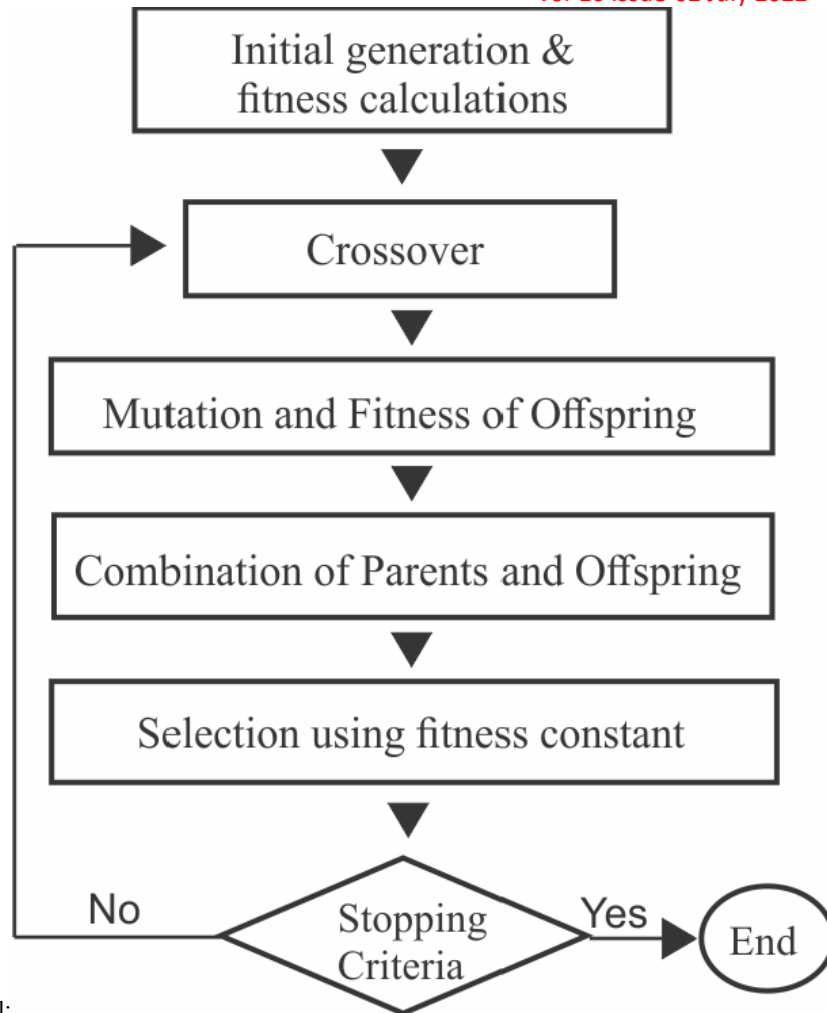 Initial generation &
fitness calculations
Crossover
Mutation and Fitness of Offspring
Combination of Parents and Offspring
Selection using fitness constant
No
Stopping
Criteria
Yes
End